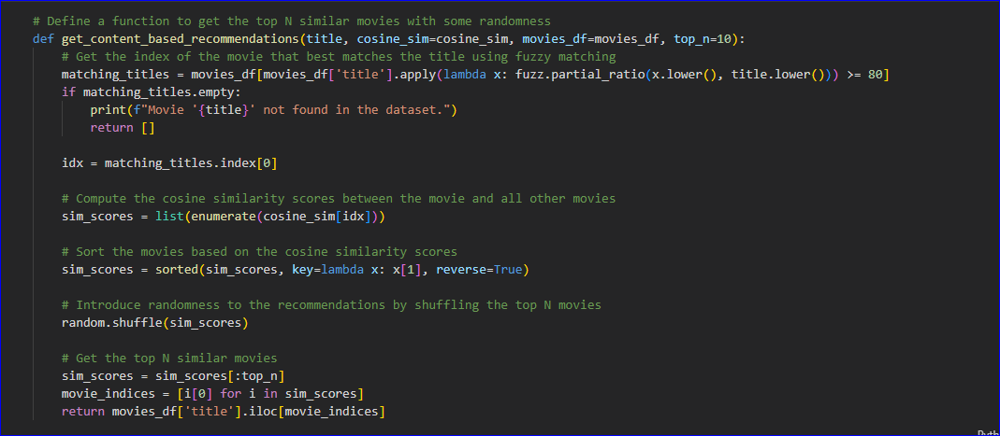 # Define a function to get the top N similar movies with some randomness
def get_content_based_recommendations(title, cosine_sim=cosine_sim, movies_df=movies_df, top_n=10):
    # Get the index of the movie that best matches the title using fuzzy matching
    matching_titles = movies_df[movies_df['title'].apply(lambda x: fuzz.partial_ratio(x.lower(), title.lower())) >= 80]
    if matching_titles.empty:
        print(f"Movie '{title}' not found in the dataset.")
        return []

    idx = matching_titles.index[0]

    # Compute the cosine similarity scores between the movie and all other movies
    sim_scores = list(enumerate(cosine_sim[idx]))

    # Sort the movies based on the cosine similarity scores
    sim_scores = sorted(sim_scores, key=lambda x: x[1], reverse=True)

    # Introduce randomness to the recommendations by shuffling the top N movies
    random.shuffle(sim_scores)

    # Get the top N similar movies
    sim_scores = sim_scores[:top_n]
    movie_indices = [i[0] for i in sim_scores]
    return movies_df['title'].iloc[movie_indices]